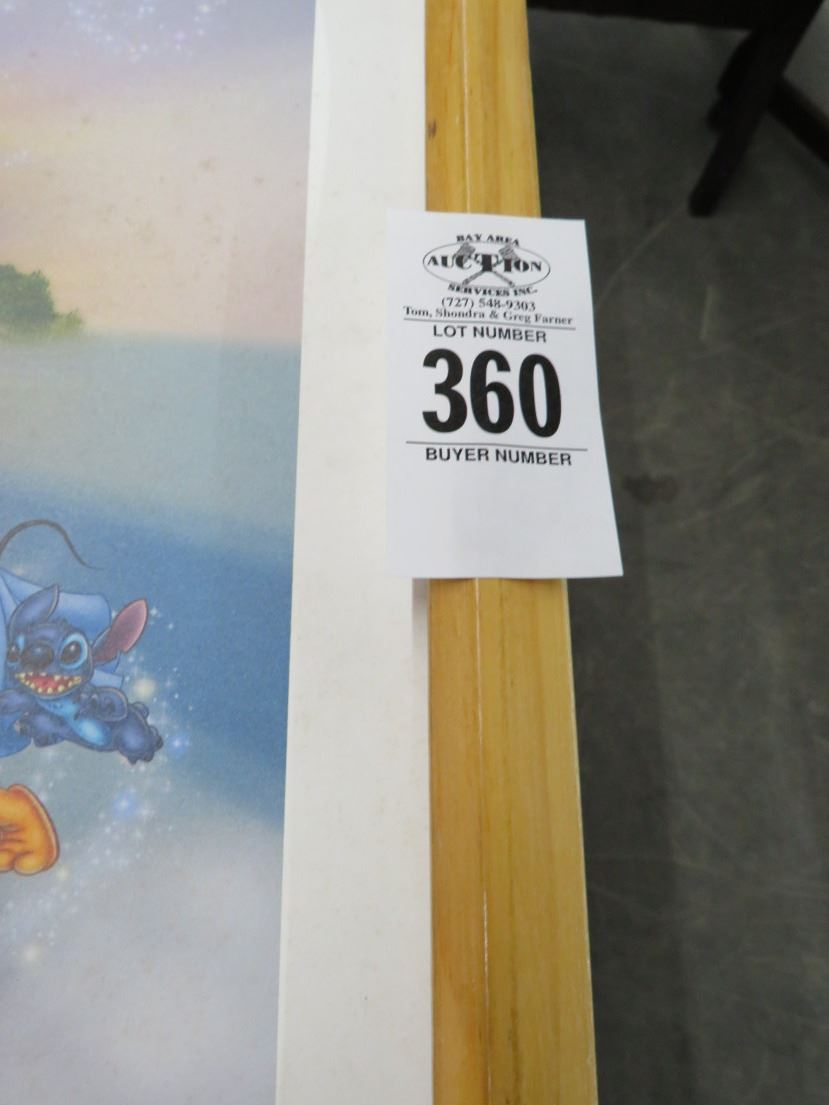 BAY AREA
AUCTION
SERVICES INC.
(727) 548-9303
Tom, Shondra & Greg Farner
LOT NUMBER
360
BUYER NUMBER